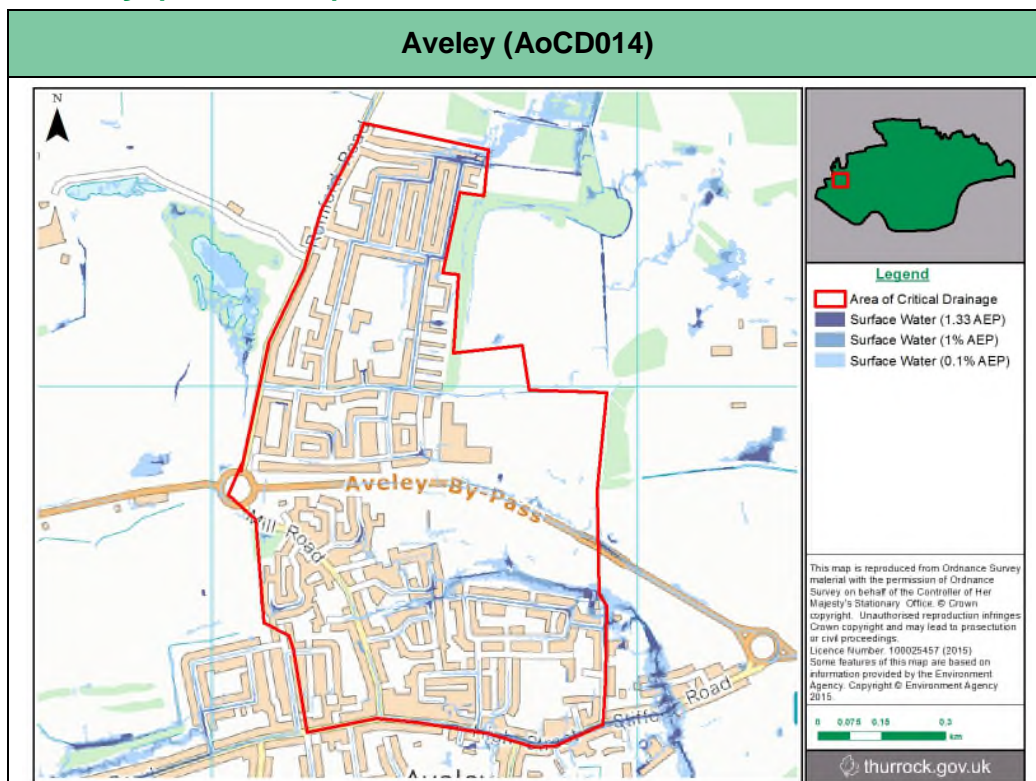 Aveley (AoCD014)
N
Romford Road
Aveley-By-Pass
Mill Road
Stifford Road
High Street
Aveley
Legend
Area of Critical Drainage
Surface Water (1.33 AEP)
Surface Water (1% AEP)
Surface Water (0.1% AEP)
This map is reproduced from Ordnance Survey
material with the permission of Ordnance
Survey on behalf of the Controller of Her
Majesty's Stationary Office. © Crown
copyright. Unauthorised reproduction infringes
Crown copyright and may lead to prosectution
or civil proceedings.
Licence Number. 100025457 (2015)
Some features of this map are based on
information provided by the Environment
Agency. Copyright © Environment Agency
2015.
0 0.075 0.15 0.3
km
thurrock.gov.uk